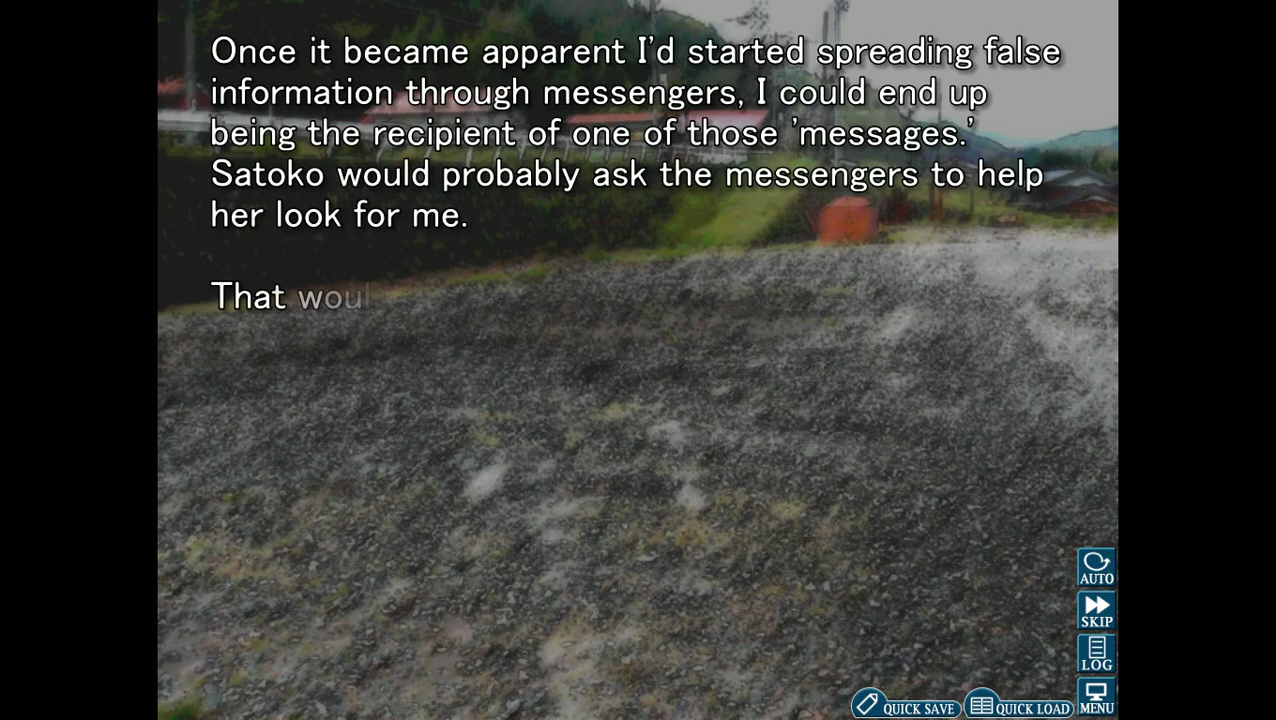 Once it became apparent I'd started spreading false
information through messengers, I could end up
being the recipient of one of those 'messages.'
Satoko would probably ask the messengers to help
her look for me.
That woul
AUTO
SKIP
LOG
QUICK SAVE
QUICK LOAD
MENU